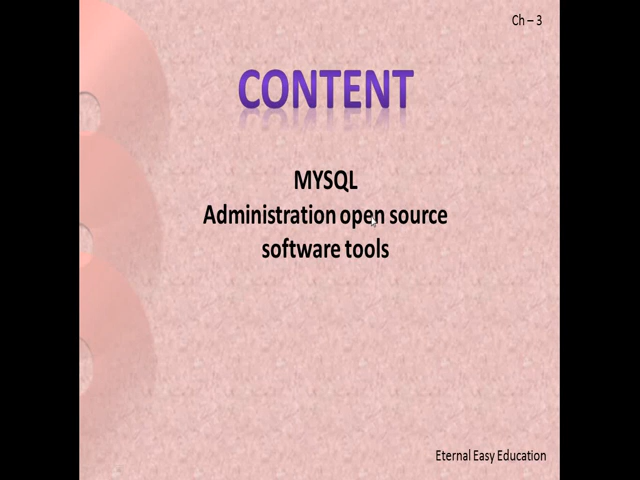 Ch – 3
CONTENT
MYSQL
Administration open source
software tools
Eternal Easy Education